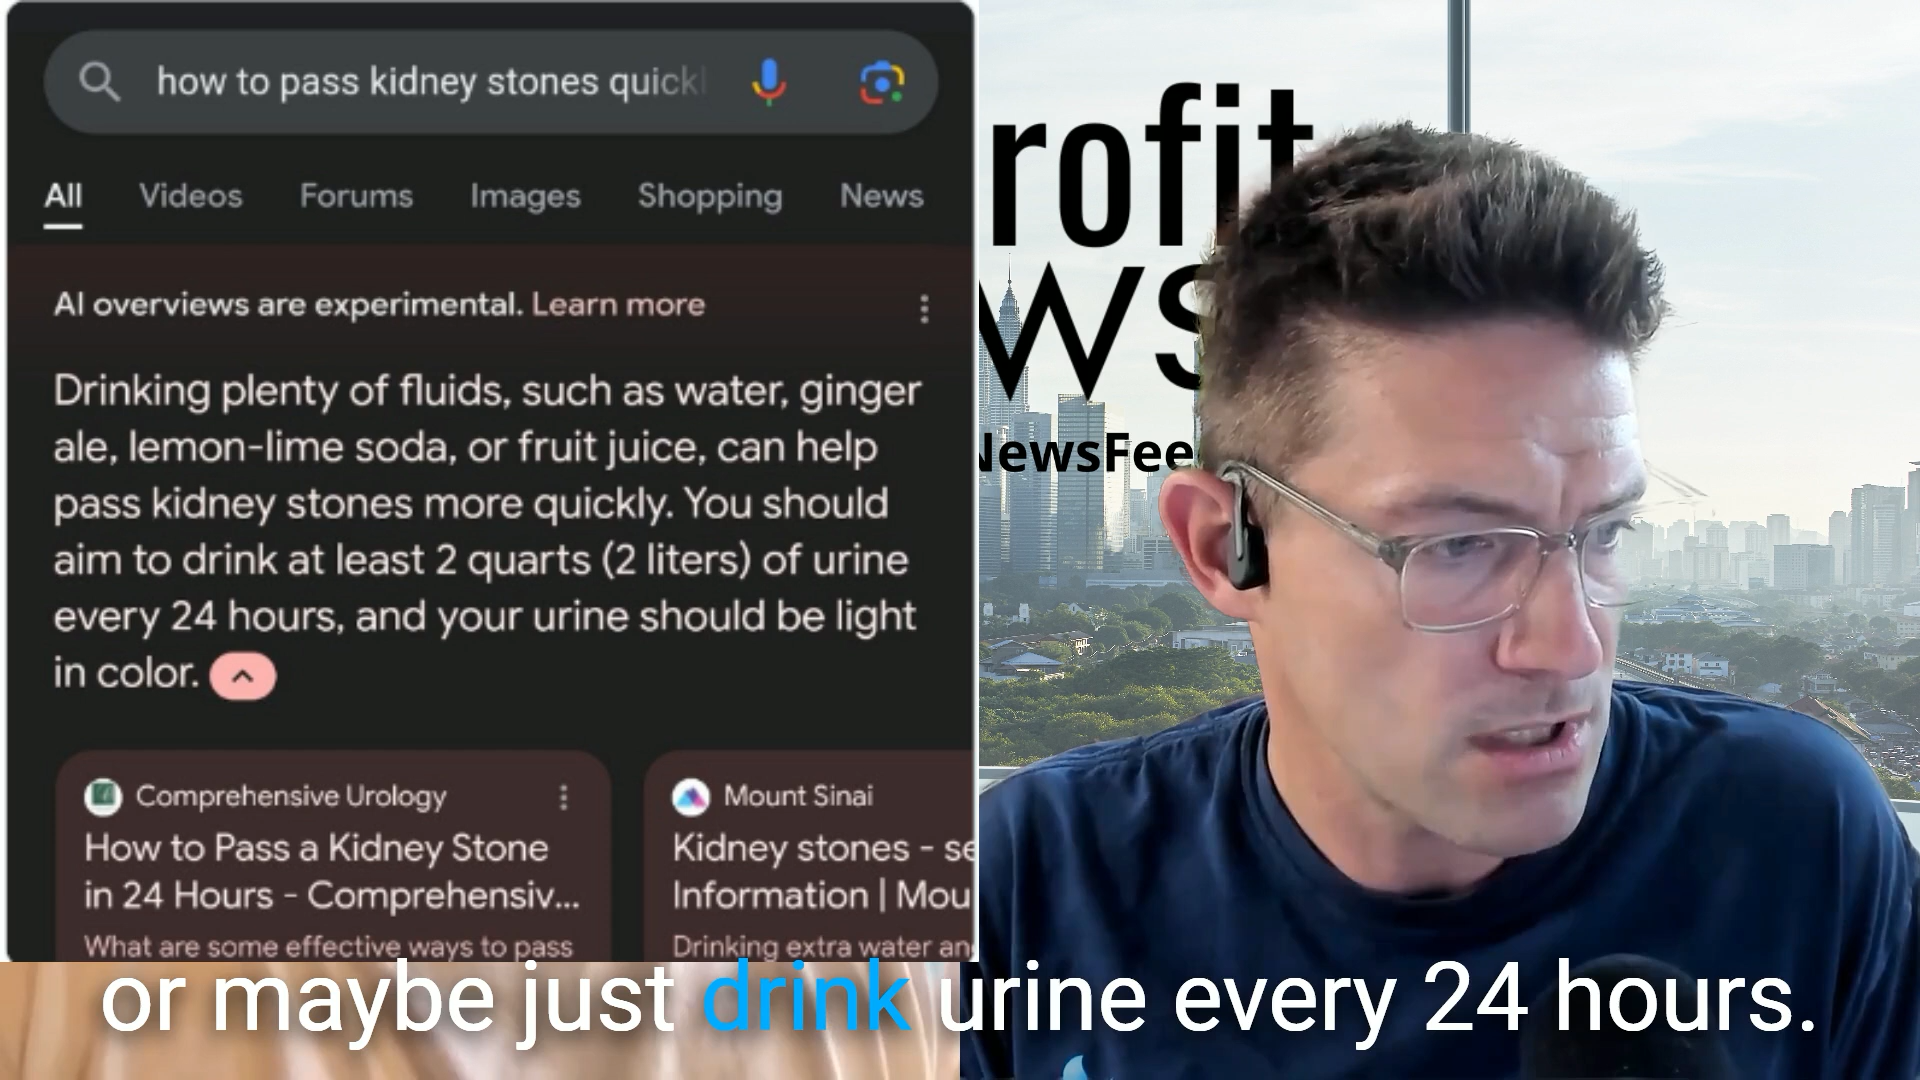 how to pass kidney stones quickl
All Videos Forums Images Shopping News
AI overviews are experimental. Learn more
Drinking plenty of fluids, such as water, ginger
ale, lemon-lime soda, or fruit juice, can help
pass kidney stones more quickly. You should
aim to drink at least 2 quarts (2 liters) of urine
every 24 hours, and your urine should be light
in color.
Comprehensive Urology
How to Pass a Kidney Stone
in 24 Hours - Comprehensiv...
What are some effective ways to pass
Mount Sinai
Kidney stones - se
Information | Mou
Drinking extra water an
rofit
ws
NewsFee
or maybe just drink urine every 24 hours.